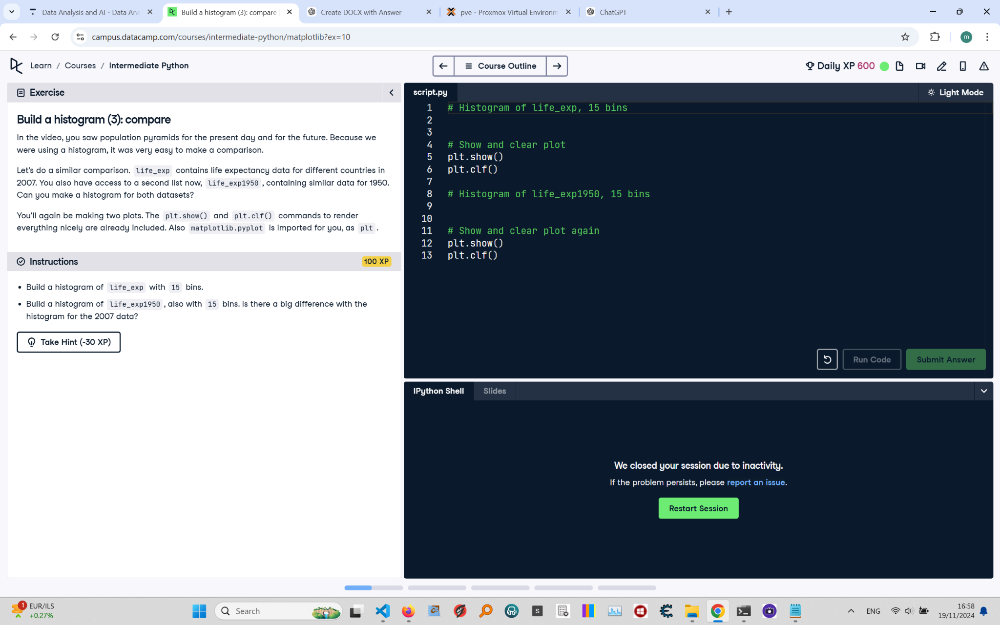 Data Analysis and AI - Data Ana
Build a histogram (3): compare
Create DOCX with Answer
pve - Proxmox Virtual Environm
ChatGPT
campus.datacamp.com/courses/intermediate-python/matplotlib?ex=10
m
Learn / Courses / Intermediate Python
Course Outline
Daily XP 600
Exercise
Build a histogram (3): compare
In the video, you saw population pyramids for the present day and for the future. Because we
were using a histogram, it was very easy to make a comparison.
Let's do a similar comparison. life_exp contains life expectancy data for different countries in
2007. You also have access to a second list now, life_exp1950, containing similar data for 1950.
Can you make a histogram for both datasets?
You'll again be making two plots. The plt.show() and plt.clf() commands to render
everything nicely are already included. Also matplotlib.pyplot is imported for you, as plt.
Instructions
100 XP
• Build a histogram of life_exp with 15 bins.
• Build a histogram of life_exp1950, also with 15 bins. Is there a big difference with the
histogram for the 2007 data?
Take Hint (-30 XP)
script.py
Light Mode
1 # Histogram of life_exp, 15 bins
2
3
4 # Show and clear plot
5 plt.show()
6 plt.clf()
7
8 # Histogram of life_exp1950, 15 bins
9
10
11 # Show and clear plot again
12 plt.show()
13 plt.clf()
Run Code
Submit Answer
IPython Shell
Slides
We closed your session due to inactivity.
If the problem persists, please report an issue.
Restart Session
1
EUR/ILS
+0.27%
Search
S
ENG
16:58
19/11/2024